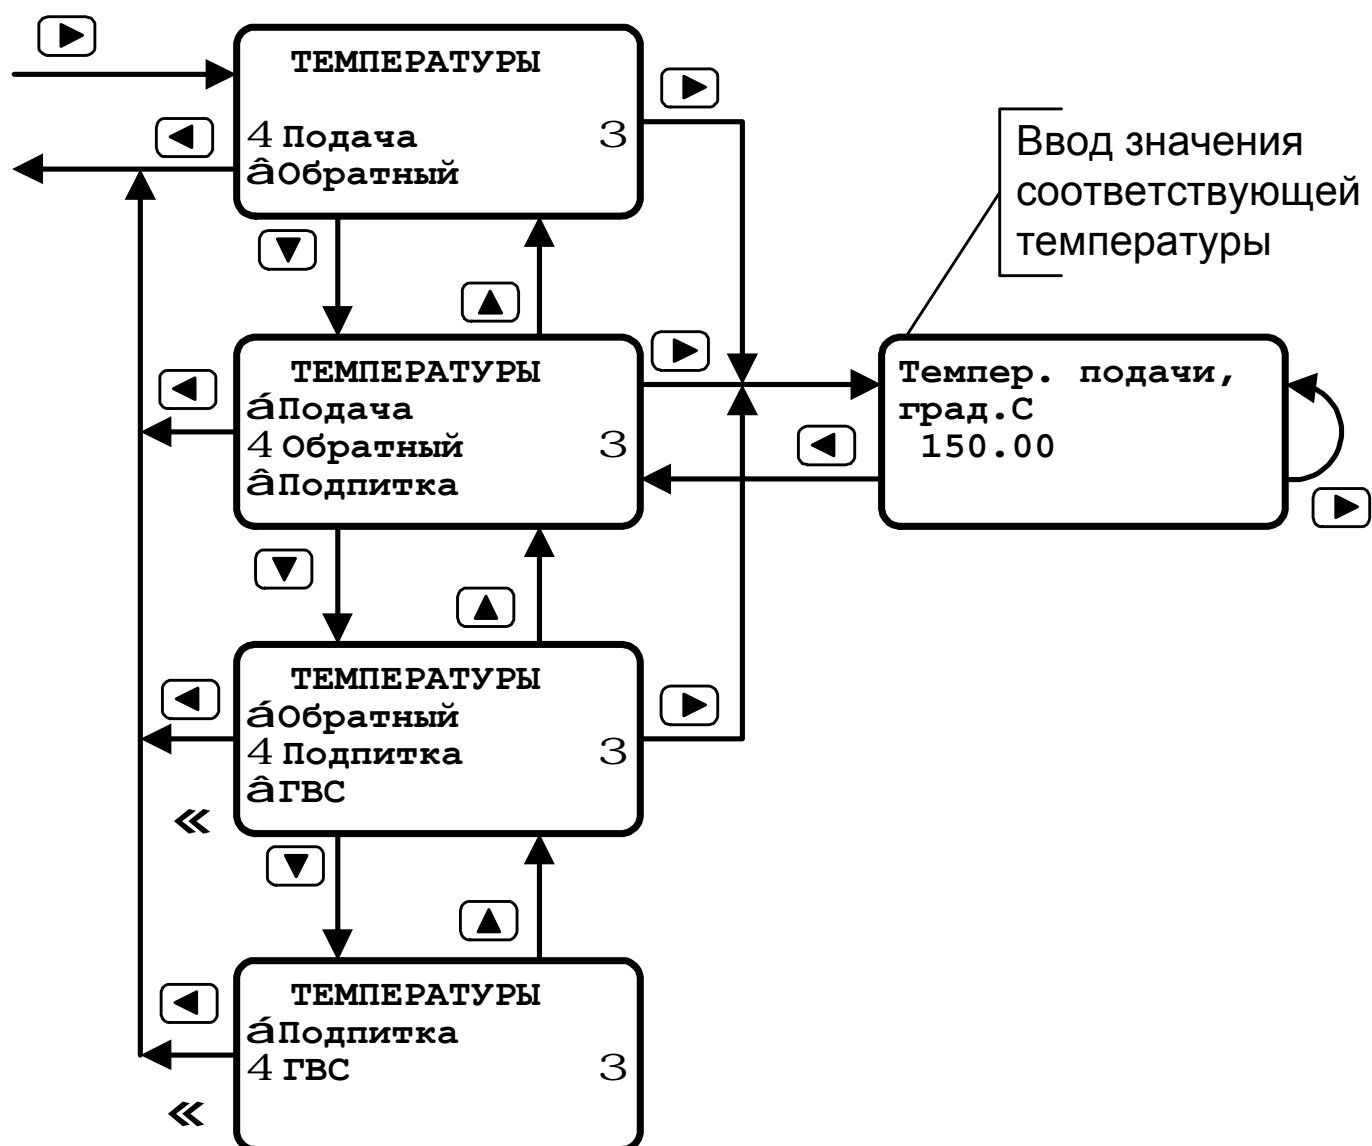 ТЕМПЕРАТУРЫ
4 Подача 3
âОбратный
Ввод значения
соответствующей
температуры
ТЕМПЕРАТУРЫ
áПодача
4 Обратный 3
âПодпитка
Темпер. подачи,
град.С
150.00
ТЕМПЕРАТУРЫ
áОбратный
4 Подпитка 3
âГВС
«
ТЕМПЕРАТУРЫ
áПодпитка
4 ГВС 3
«